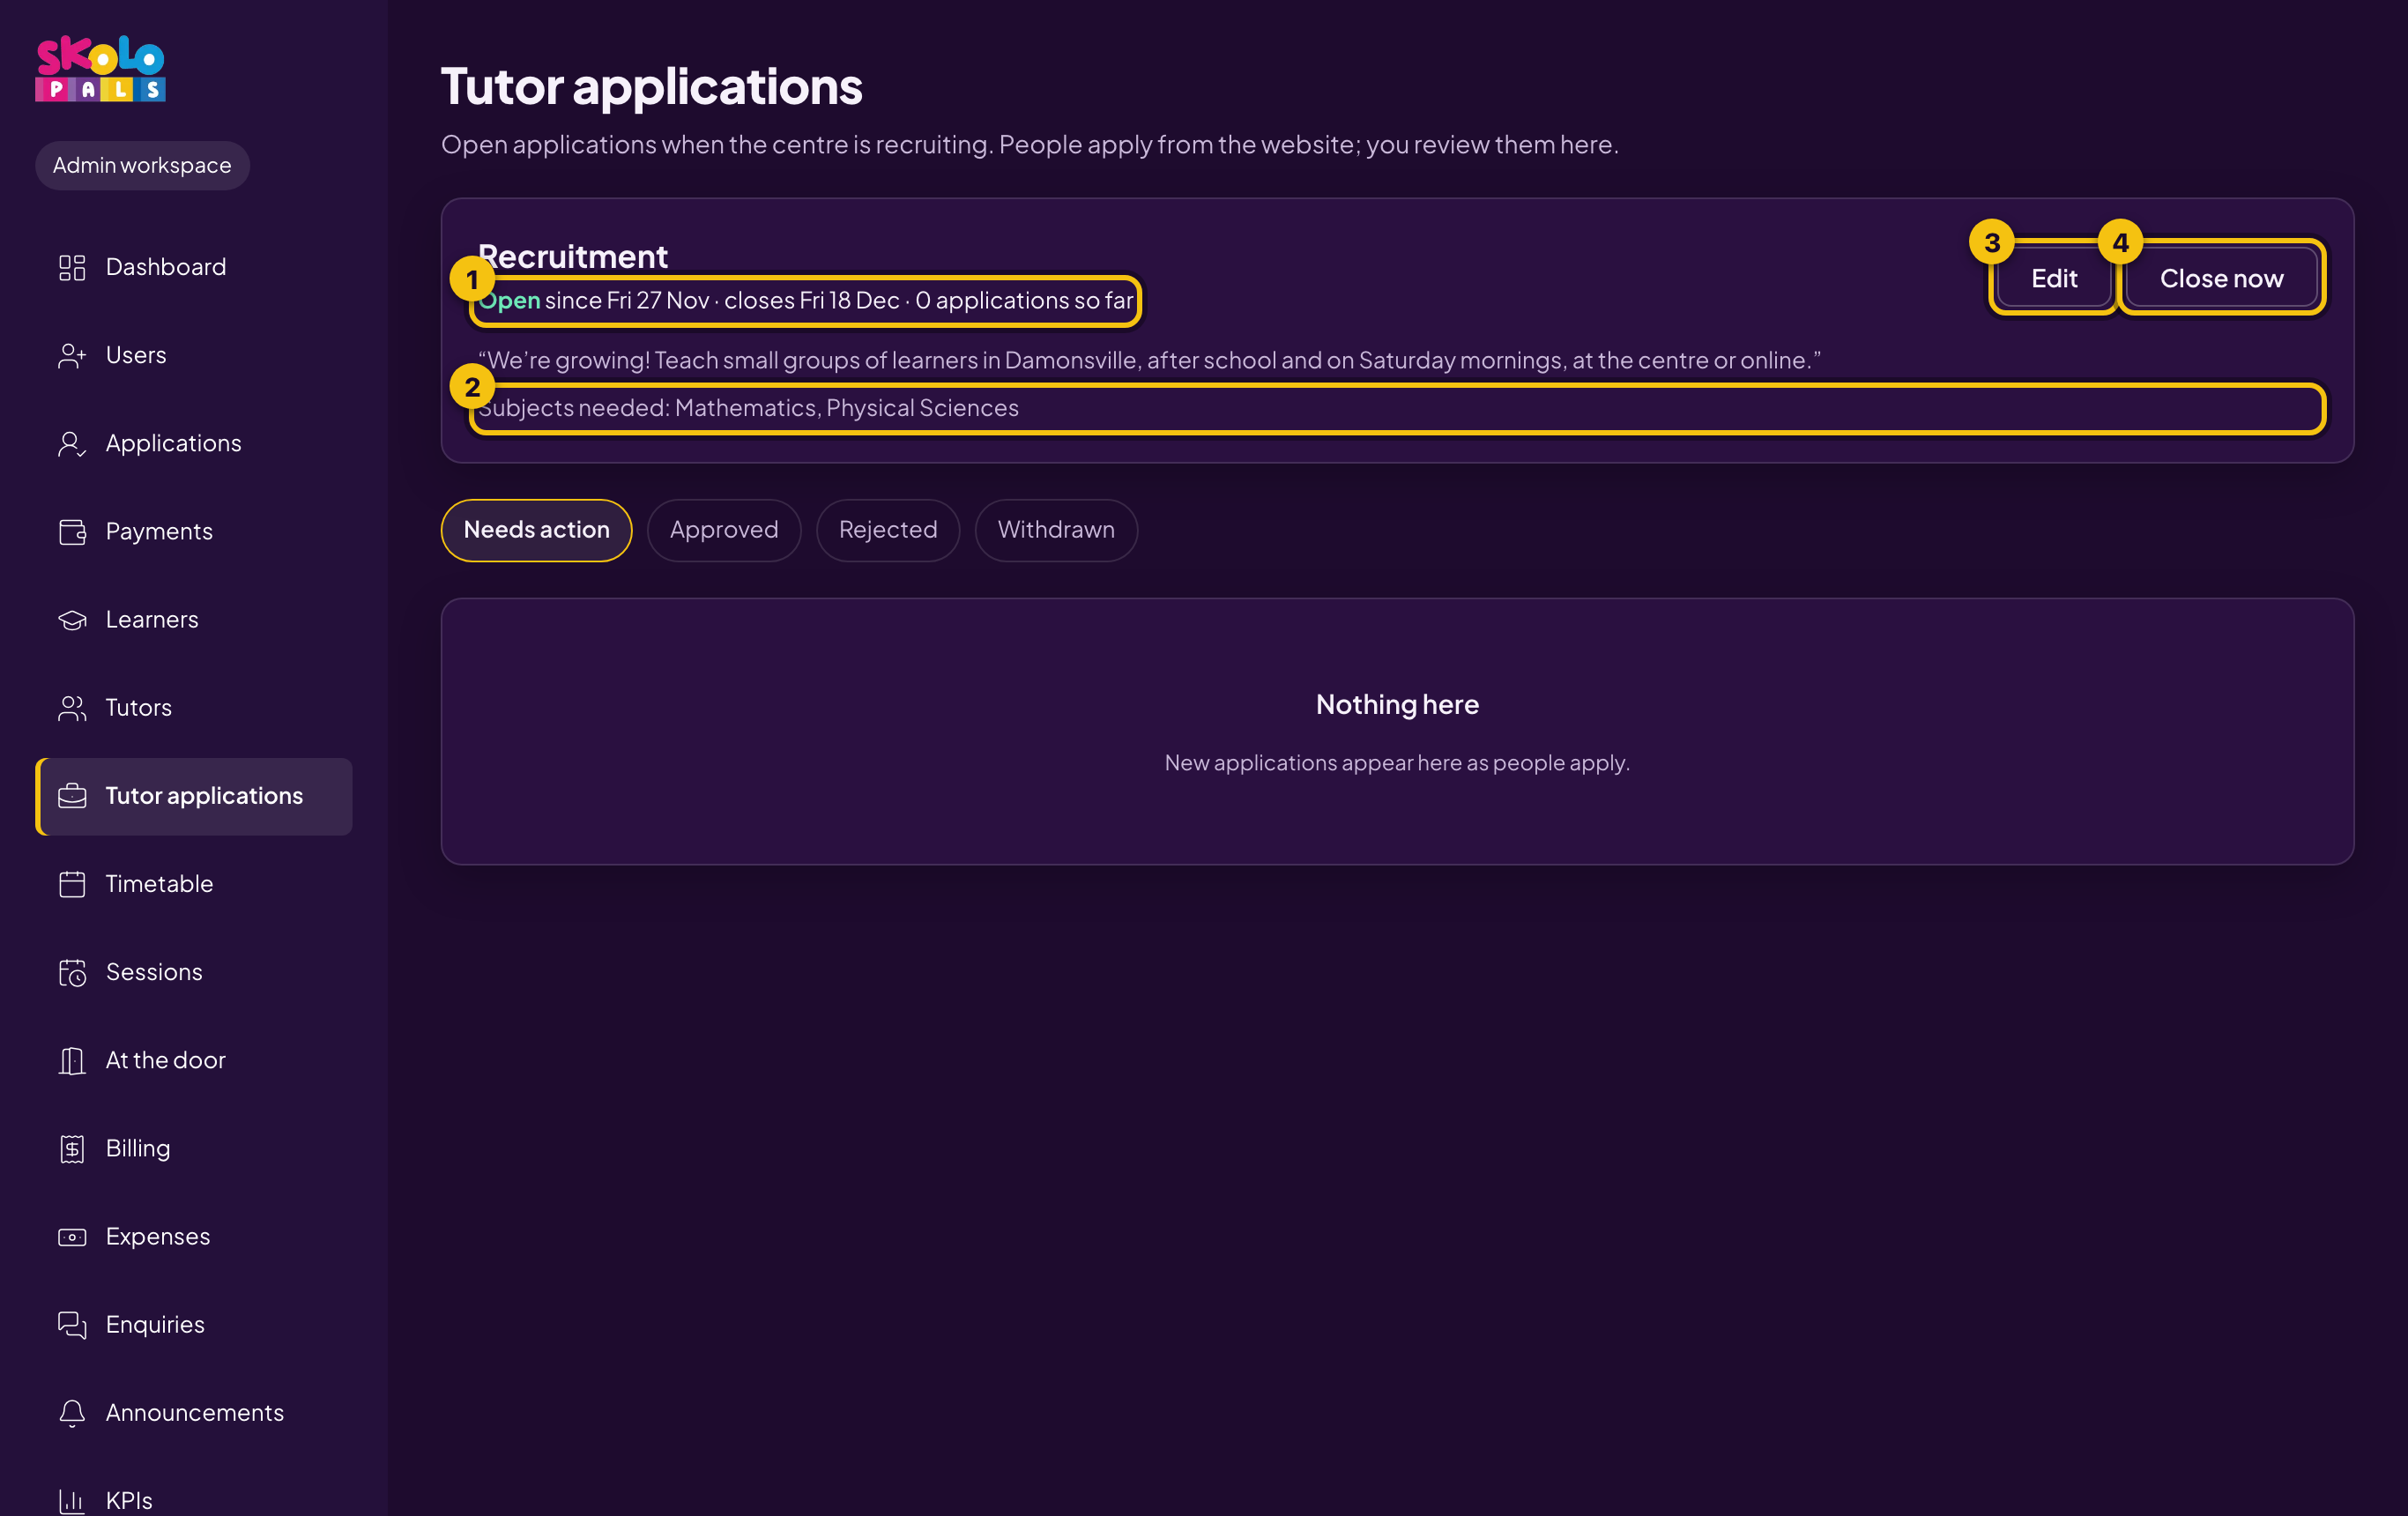 SKOLO
PALS
Admin workspace
Dashboard
Users
Applications
Payments
Learners
Tutors
Tutor applications
Timetable
Sessions
At the door
Billing
Expenses
Enquiries
Announcements
KPIs
Tutor applications
Open applications when the centre is recruiting. People apply from the website; you review them here.
Recruitment
1
Open since Fri 27 Nov · closes Fri 18 Dec · 0 applications so far
3
Edit
4
Close now
“We’re growing! Teach small groups of learners in Damonsville, after school and on Saturday mornings, at the centre or online.”
2
Subjects needed: Mathematics, Physical Sciences
Needs action
Approved
Rejected
Withdrawn
Nothing here
New applications appear here as people apply.